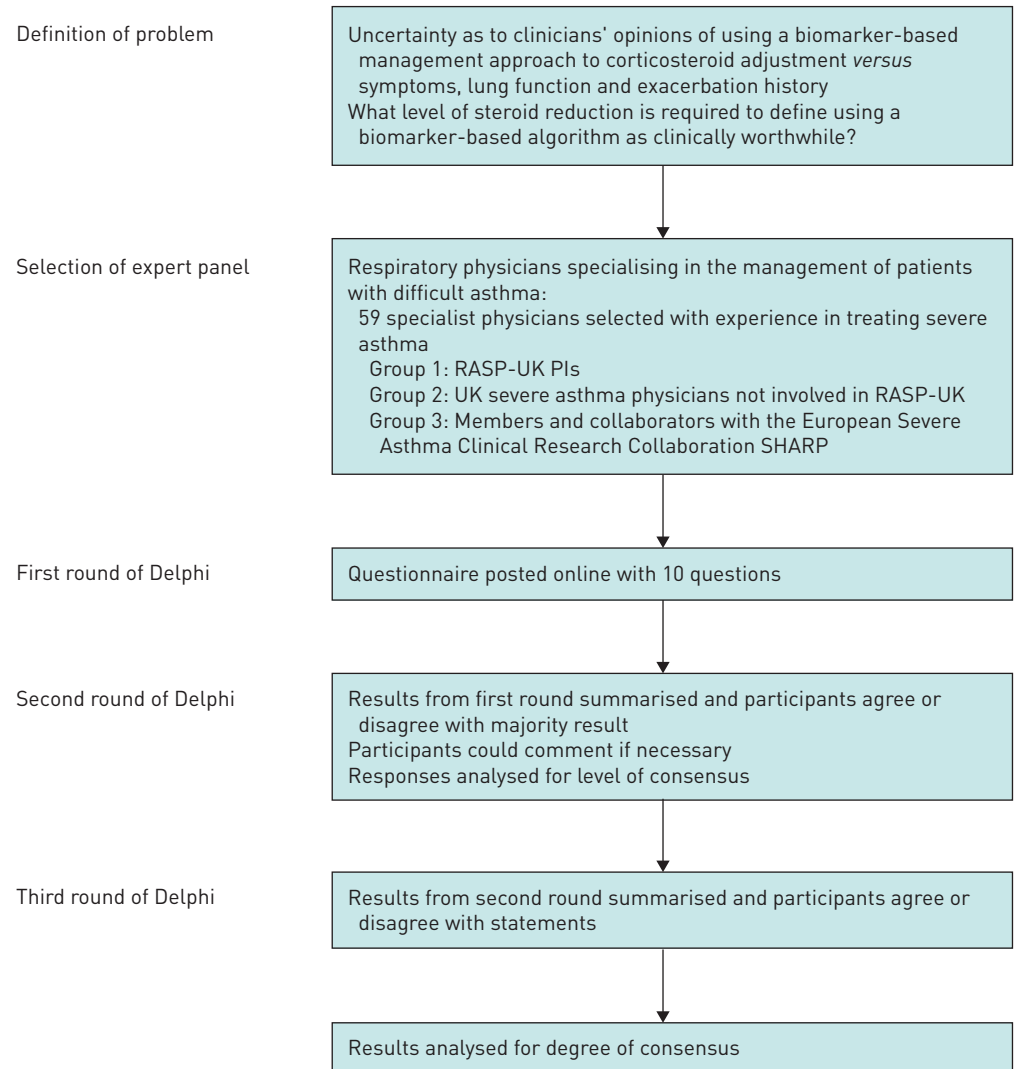 Definition of problem
Uncertainty as to clinicians' opinions of using a biomarker-based
management approach to corticosteroid adjustment versus
symptoms, lung function and exacerbation history
What level of steroid reduction is required to define using a
biomarker-based algorithm as clinically worthwhile?
Selection of expert panel
Respiratory physicians specialising in the management of patients
with difficult asthma:
59 specialist physicians selected with experience in treating severe
asthma
Group 1: RASP-UK PIs
Group 2: UK severe asthma physicians not involved in RASP-UK
Group 3: Members and collaborators with the European Severe
Asthma Clinical Research Collaboration SHARP
First round of Delphi
Questionnaire posted online with 10 questions
Second round of Delphi
Results from first round summarised and participants agree or
disagree with majority result
Participants could comment if necessary
Responses analysed for level of consensus
Third round of Delphi
Results from second round summarised and participants agree or
disagree with statements
Results analysed for degree of consensus